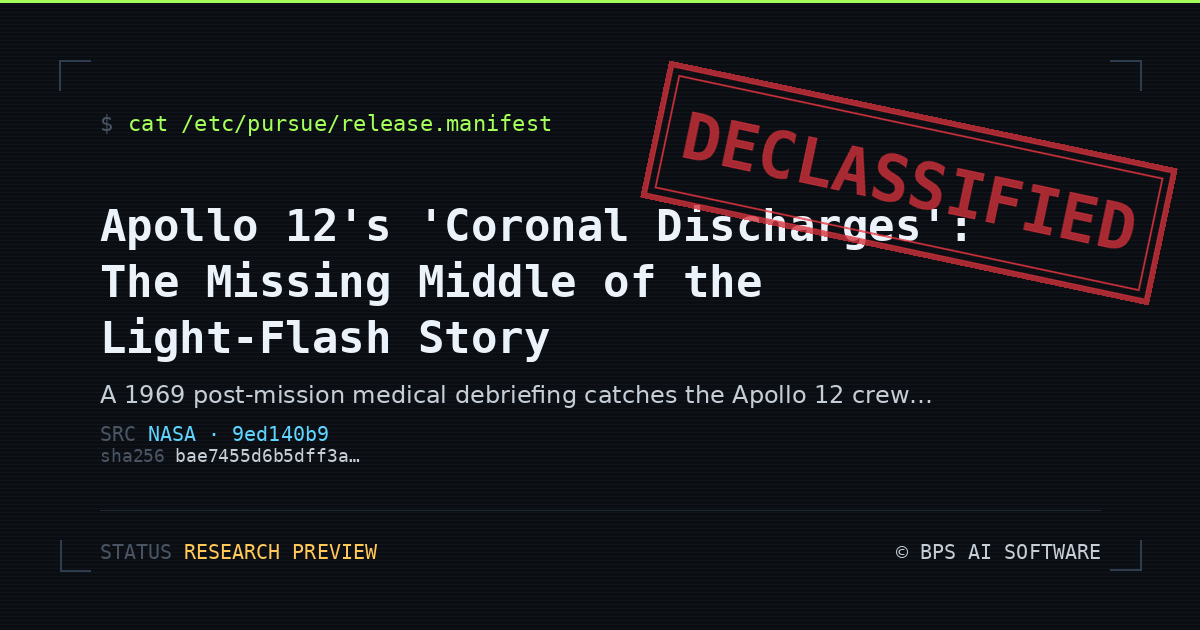 $ cat /etc/pursue/release.manifest
DECLASSIFIED
Apollo 12's 'Coronal Discharges':
The Missing Middle of the
Light-Flash Story
A 1969 post-mission medical debriefing catches the Apollo 12 crew…
SRC NASA · 9ed140b9
sha256 bae7455d6b5dff3a…
STATUS RESEARCH PREVIEW
© BPS AI SOFTWARE